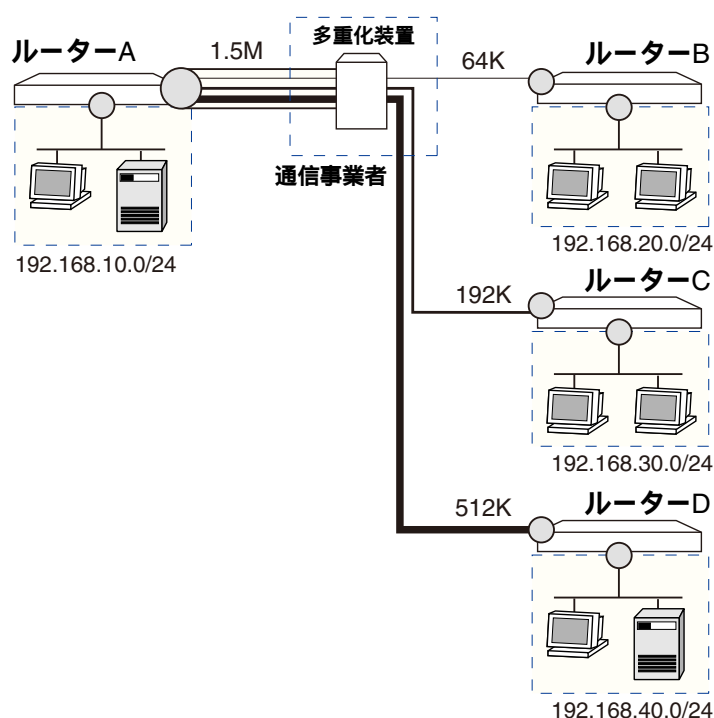 多重化装置
ルーターA
1.5M
64K
ルーターB
通信事業者
192.168.10.0/24
192.168.20.0/24
ルーターC
192K
192.168.30.0/24
ルーターD
512K
192.168.40.0/24